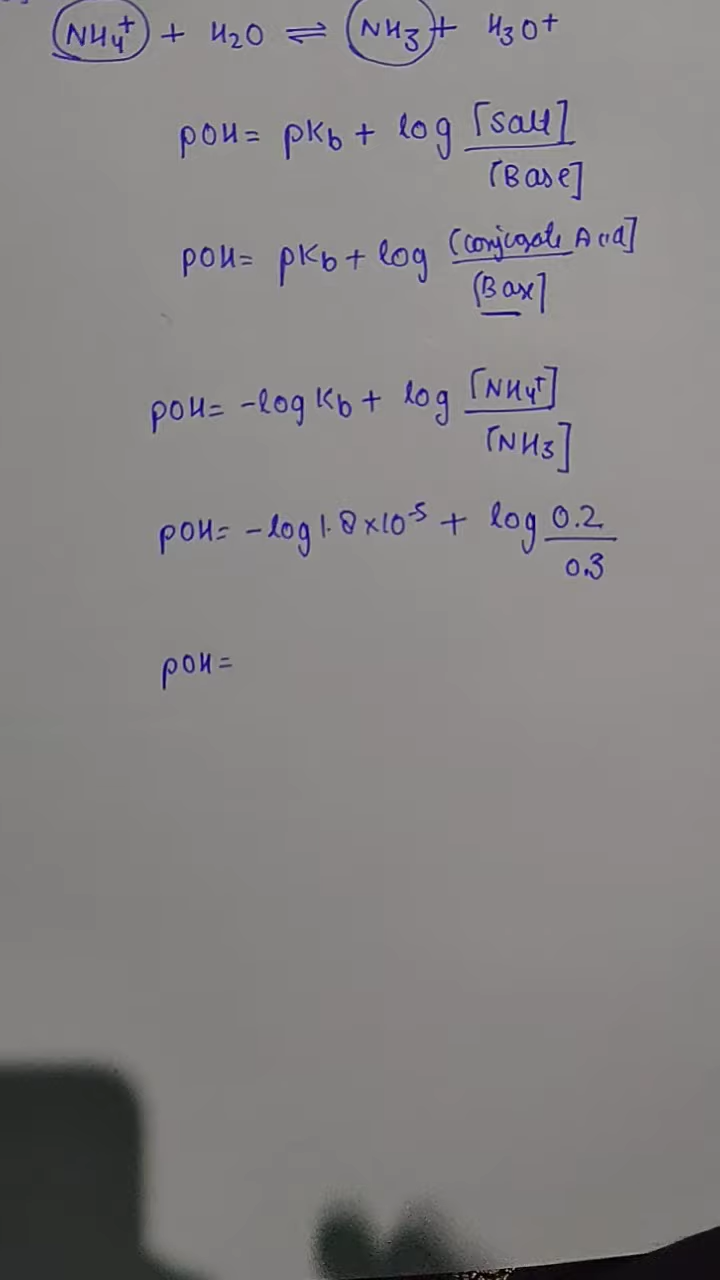 NH₄⁺ + H₂O ⇌ NH₃ + H₃O⁺
pOH = pKb + log [Salt]/[Base]
pOH = pKb + log (Conjugate Acid]/[Base]
pOH = -log Kb + log [NH₄⁺]/[NH₃]
pOH = -log 1.8×10⁻⁵ + log 0.2/0.3
pOH =